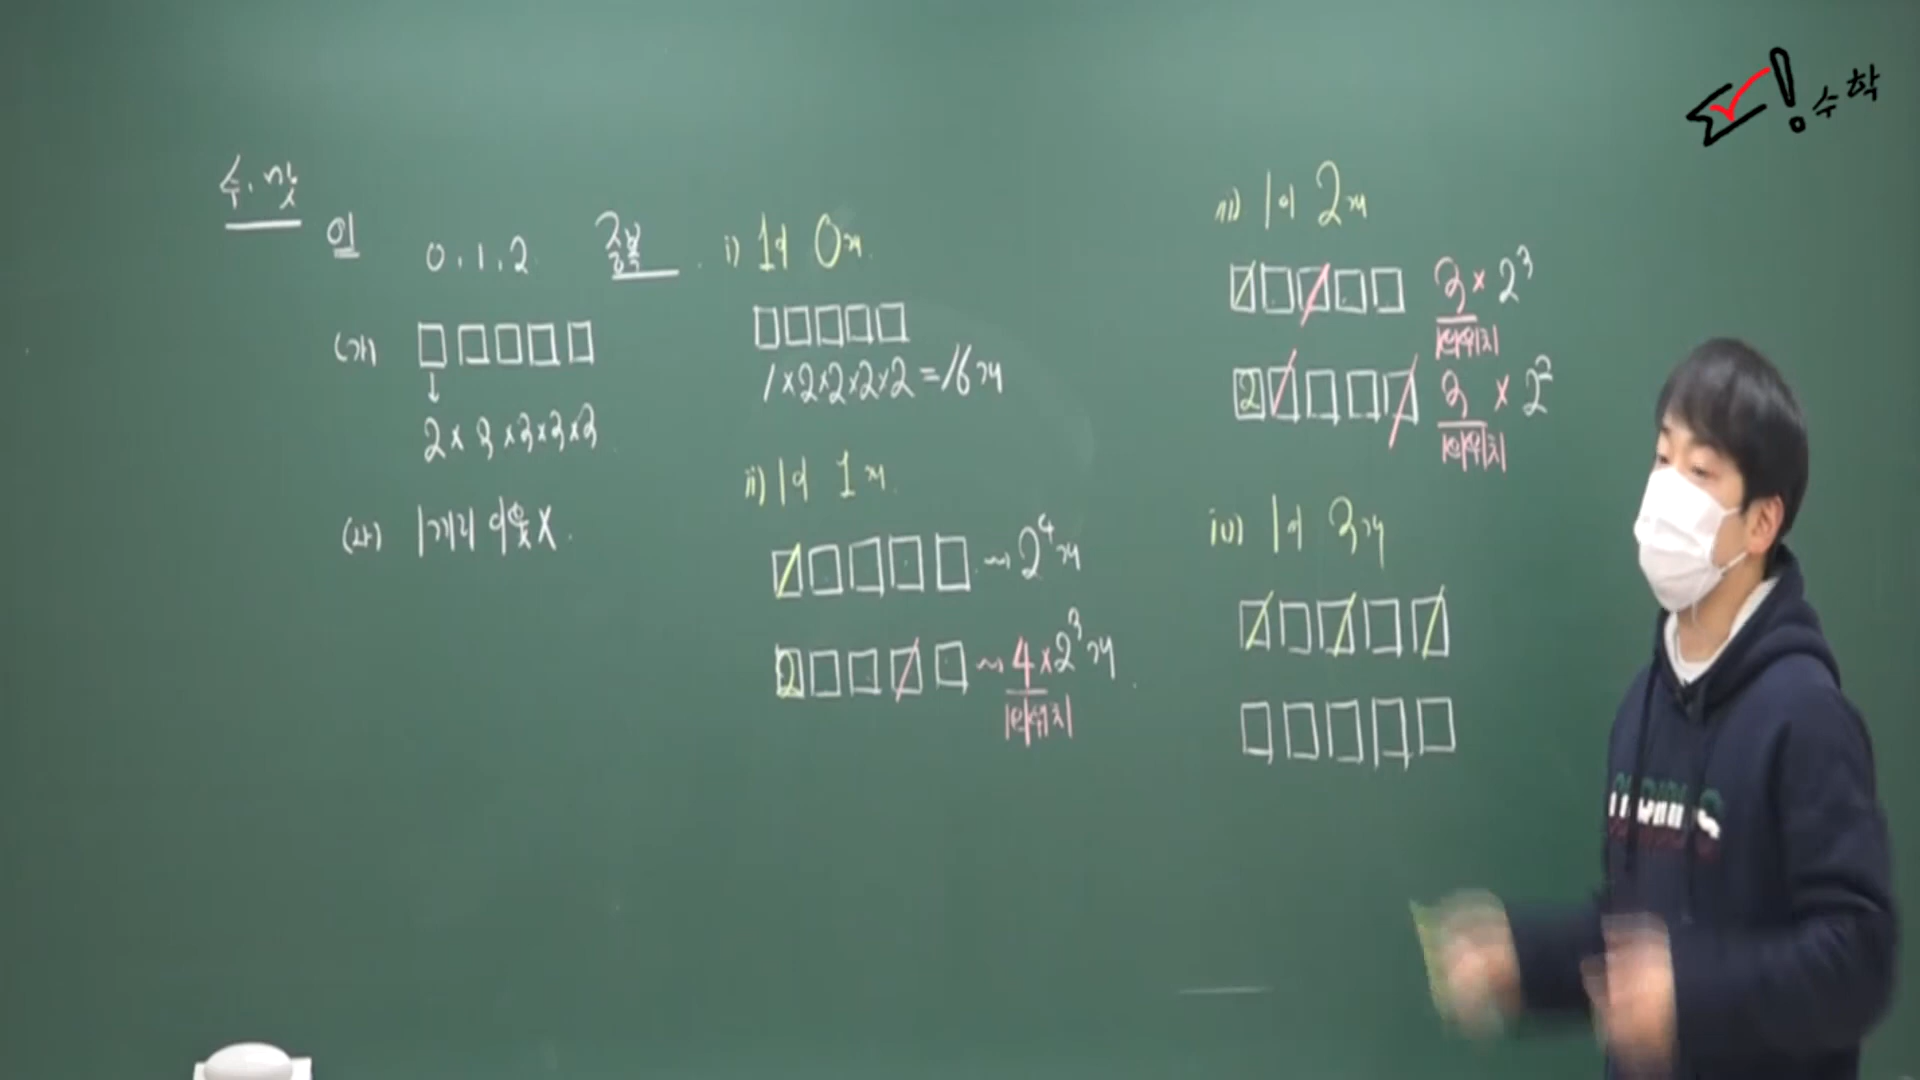 수학
01
0, 1, 2
중복
(가)
2 × 3 × 3 × 3 × 3
(나) 1끼리 이웃 X.
i) 1이 0개.
1 × 2 × 2 × 2 × 2 = 16개
ii) 1이 1개.
~ 2⁴개
2 ~ 4 × 2³개
1의 위치
iii) 1이 2개
3 × 2³
1의 위치
2 3 × 2²
1의 위치
iv) 1이 3개